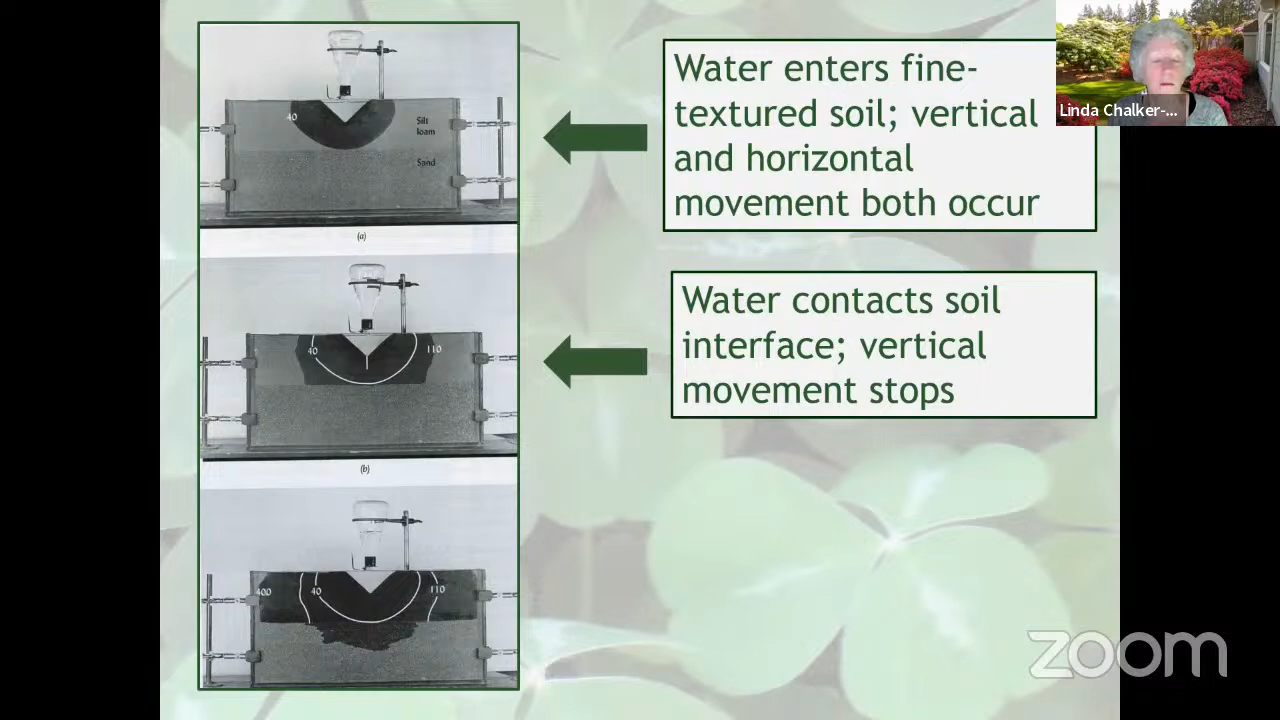 Water enters fine-
textured soil; vertical
and horizontal
movement both occur
Linda Chalker-...
Water contacts soil
interface; vertical
movement stops
40
Silt
loam
Sand
(a)
40
110
(b)
400
40
110
zoom